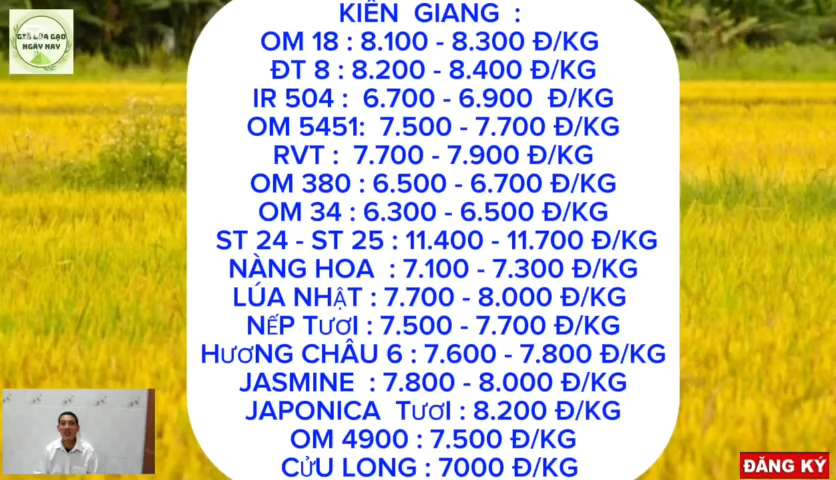 GIÁ LÚA GẠO
NGÀY NAY
KIÊN GIANG :
OM 18 : 8.100 - 8.300 Đ/KG
ĐT 8 : 8.200 - 8.400 Đ/KG
IR 504 : 6.700 - 6.900 Đ/KG
OM 5451: 7.500 - 7.700 Đ/KG
RVT : 7.700 - 7.900 Đ/KG
OM 380 : 6.500 - 6.700 Đ/KG
OM 34 : 6.300 - 6.500 Đ/KG
ST 24 - ST 25 : 11.400 - 11.700 Đ/KG
NÀNG HOA : 7.100 - 7.300 Đ/KG
LÚA NHẬT : 7.700 - 8.000 Đ/KG
NẾP TươI : 7.500 - 7.700 Đ/KG
HươNG CHÂU 6 : 7.600 - 7.800 Đ/KG
JASMINE : 7.800 - 8.000 Đ/KG
JAPONICA TươI : 8.200 Đ/KG
OM 4900 : 7.500 Đ/KG
CỬU LONG : 7000 Đ/KG
ĐĂNG KÝ